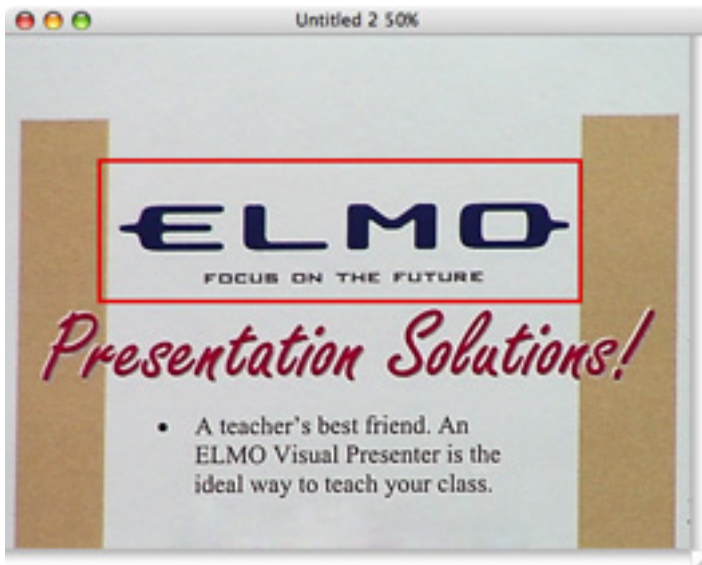 Untitled 2 50%
ELMO
FOCUS ON THE FUTURE
Presentation Solutions!
• A teacher's best friend. An
ELMO Visual Presenter is the
ideal way to teach your class.